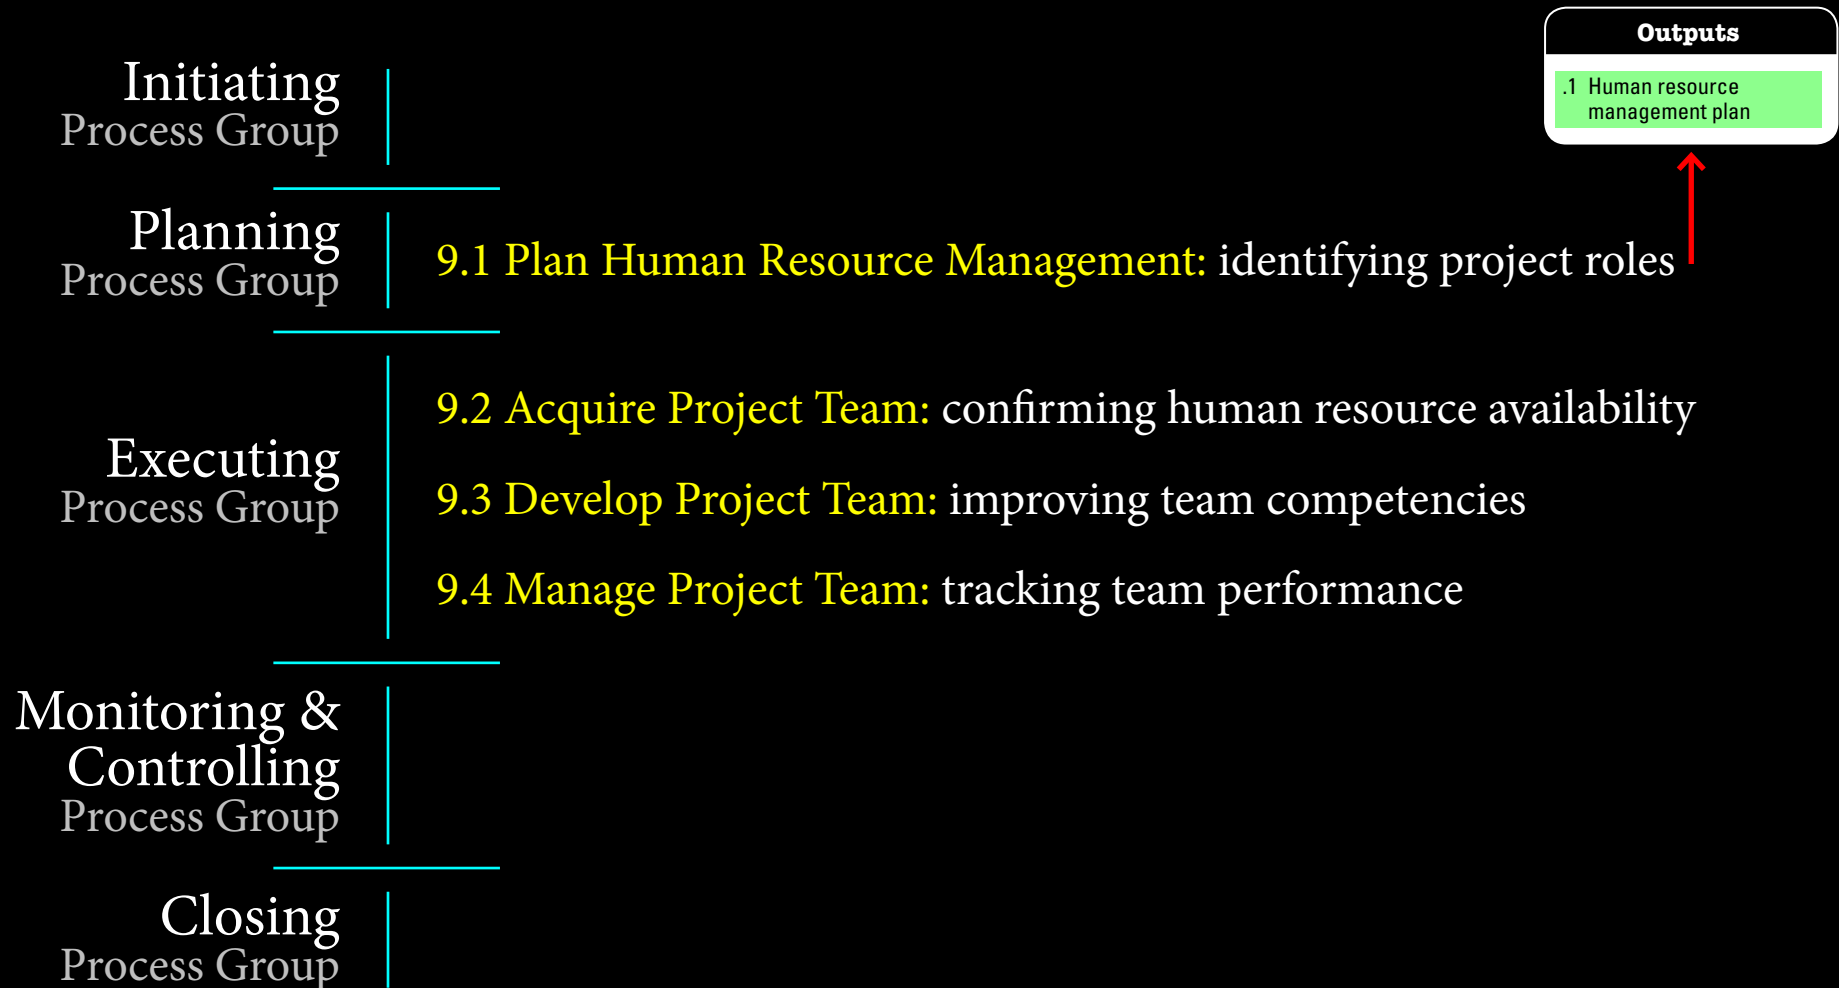 Outputs
.1 Human resource
management plan
Initiating
Process Group
Planning
Process Group
9.1 Plan Human Resource Management: identifying project roles
Executing
Process Group
9.2 Acquire Project Team: confirming human resource availability
9.3 Develop Project Team: improving team competencies
9.4 Manage Project Team: tracking team performance
Monitoring &
Controlling
Process Group
Closing
Process Group